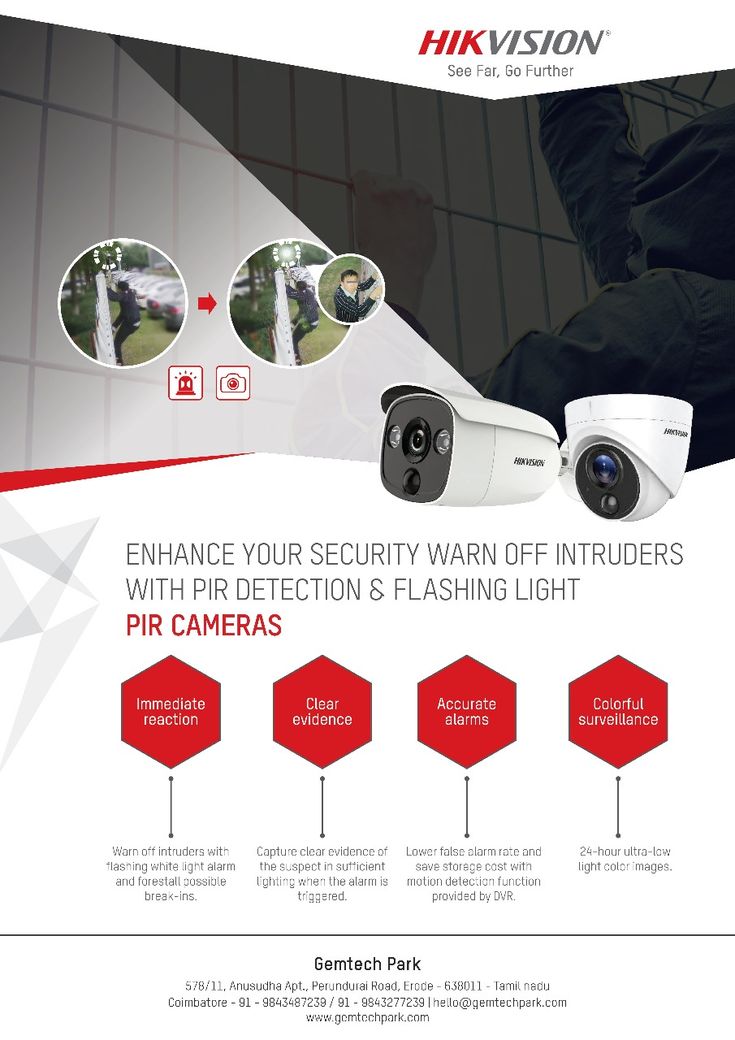 HIKVISION®
See Far, Go Further
HIKVISION
HIKVISION
ENHANCE YOUR SECURITY WARN OFF INTRUDERS
WITH PIR DETECTION & FLASHING LIGHT
PIR CAMERAS
Immediate
reaction
Clear
evidence
Accurate
alarms
Colorful
surveillance
Warn off intruders with
flashing white light alarm
and forestall possible
break-ins.
Capture clear evidence of
the suspect in sufficient
lighting when the alarm is
triggered.
Lower false alarm rate and
save storage cost with
motion detection function
provided by DVR.
24-hour ultra-low
light color images.
Gemtech Park
578/11, Anusudha Apt., Perundurai Road, Erode - 638011 - Tamil nadu
Coimbatore - 91 - 9843487239 / 91 - 9843277239 | hello@gemtechpark.com
www.gemtechpark.com